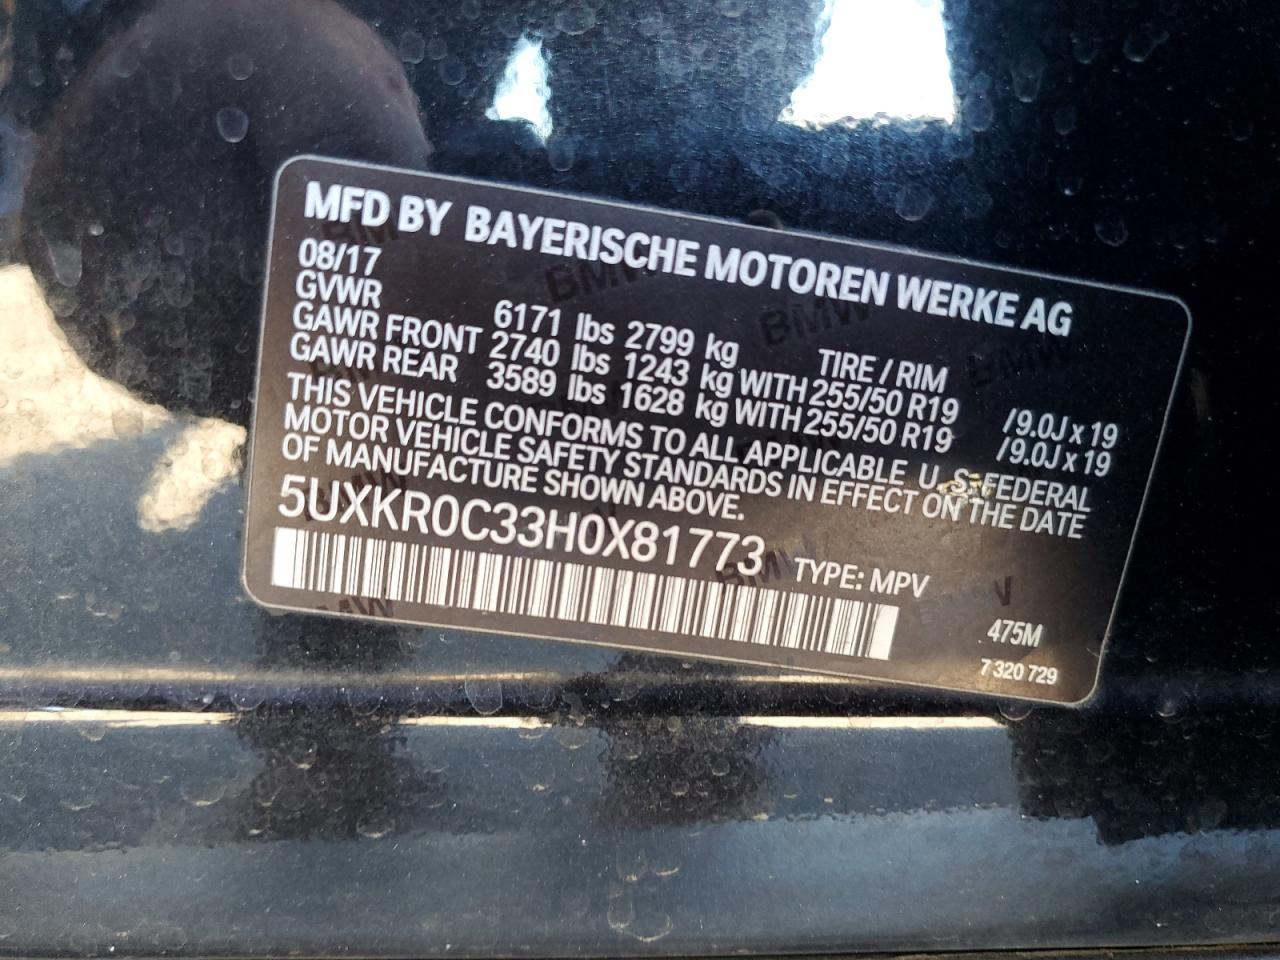 MFD BY BAYERISCHE MOTOREN WERKE AG
08/17
GVWR 6171 lbs 2799 kg TIRE / RIM
GAWR FRONT 2740 lbs 1243 kg WITH 255/50 R19 /9.0J x 19
GAWR REAR 3589 lbs 1628 kg WITH 255/50 R19 /9.0J x 19
THIS VEHICLE CONFORMS TO ALL APPLICABLE U.S. FEDERAL
MOTOR VEHICLE SAFETY STANDARDS IN EFFECT ON THE DATE
OF MANUFACTURE SHOWN ABOVE.
5UXKR0C33H0X81773 TYPE: MPV
475M
7 320 729